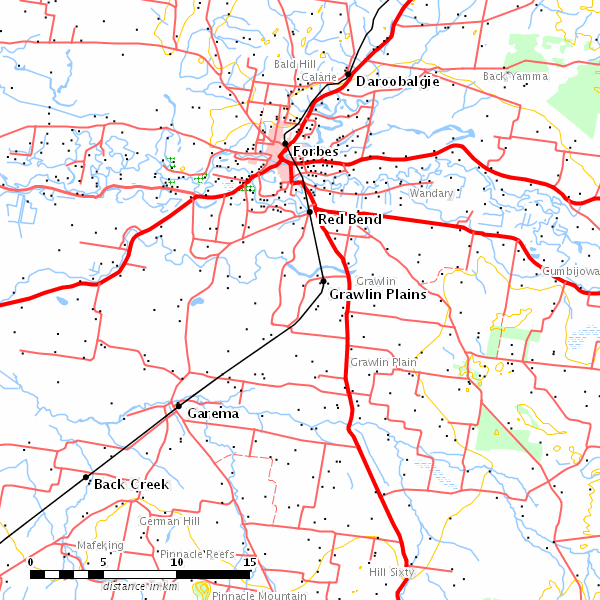 Bald Hill
Calarie
Daroobalgie
Back Yamma
Forbes
Wandary
Red Bend
Cumbijowa
Grawlin
Grawlin Plains
Grawlin Plain
Garema
Back Creek
German Hill
Mafeking
Pinnacle Reefs
0 5 10 15
distance in km
Hill Sixty
Pinnacle Mountain